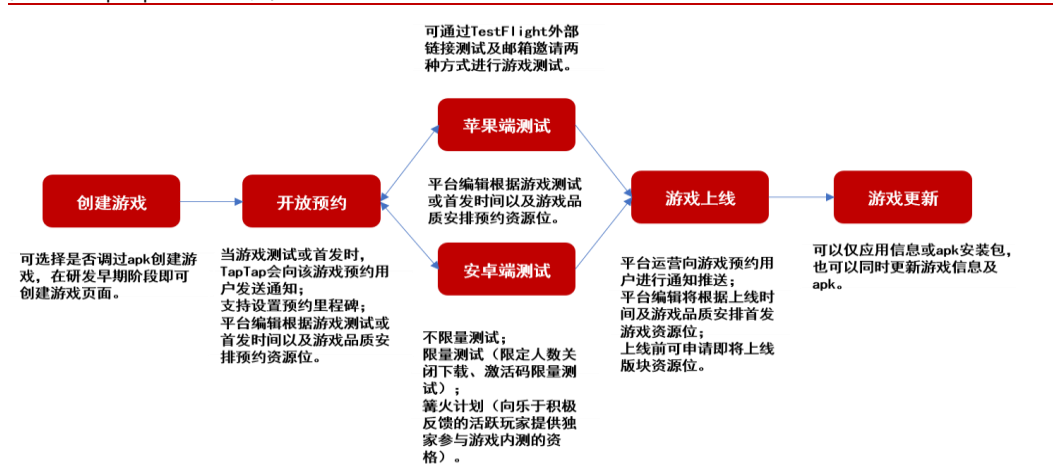 可通过TestFlight外部
链接测试及邮箱邀请两
种方式进行游戏测试。
苹果端测试
创建游戏
开放预约
平台编辑根据游戏测试
或首发时间以及游戏品
质安排预约资源位。
游戏上线
游戏更新
可选择是否调过apk创建游
戏，在研发早期阶段即可
创建游戏页面。
当游戏测试或首发时，
TapTap会向该游戏预约用
户发送通知；
支持设置预约里程碑；
平台编辑根据游戏测试或
首发时间以及游戏品质安
排预约资源位。
安卓端测试
不限量测试；
限量测试（限定人数关
闭下载、激活码限量测
试）；
篝火计划（向乐于积极
反馈的活跃玩家提供独
家参与游戏内测的资
格）。
平台运营向游戏预约用
户进行通知推送；
平台编辑将根据上线时
间及游戏品质安排首发
游戏资源位；
上线前可申请即将上线
版块资源位。
可以仅应用信息或apk安装包，
也可以同时更新游戏信息及
apk。